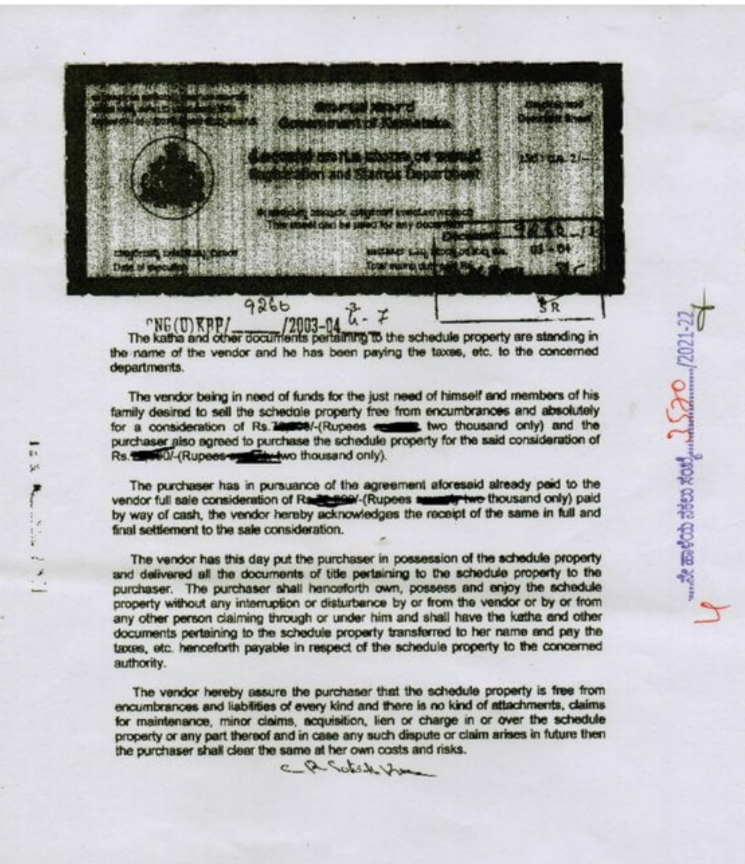 Government of Karnataka
Registration and Stamps Department
This sheet can be used for any document
Document Sheet
Date of execution
03-04
SR
9266
NG(U)KPP/ /2003-04 - 7
The katha and other documents pertaining to the schedule property are standing in
the name of the vendor and he has been paying the taxes, etc. to the concerned
departments.
The vendor being in need of funds for the just need of himself and members of his
family desired to sell the schedule property free from encumbrances and absolutely
for a consideration of Rs. /-(Rupees two thousand only) and the
purchaser also agreed to purchase the schedule property for the said consideration of
Rs. /-(Rupees two thousand only).
The purchaser has in pursuance of the agreement aforesaid already paid to the
vendor full sale consideration of Rs. /-(Rupees two thousand only) paid
by way of cash, the vendor hereby acknowledges the receipt of the same in full and
final settlement to the sale consideration.
The vendor has this day put the purchaser in possession of the schedule property
and delivered all the documents of title pertaining to the schedule property to the
purchaser. The purchaser shall henceforth own, possess and enjoy the schedule
property without any interruption or disturbance by or from the vendor or by or from
any other person claiming through or under him and shall have the katha and other
documents pertaining to the schedule property transferred to her name and pay the
taxes, etc. henceforth payable in respect of the schedule property to the concerned
authority.
The vendor hereby assure the purchaser that the schedule property is free from
encumbrances and liabilities of every kind and there is no kind of attachments, claims
for maintenance, minor claims, acquisition, lien or charge in or over the schedule
property or any part thereof and in case any such dispute or claim arises in future then
the purchaser shall clear the same at her own costs and risks.
ನೇ ಹಾಳೆಯ ನಕಲು ಸಂಖ್ಯೆ 2520 /2021-22
4